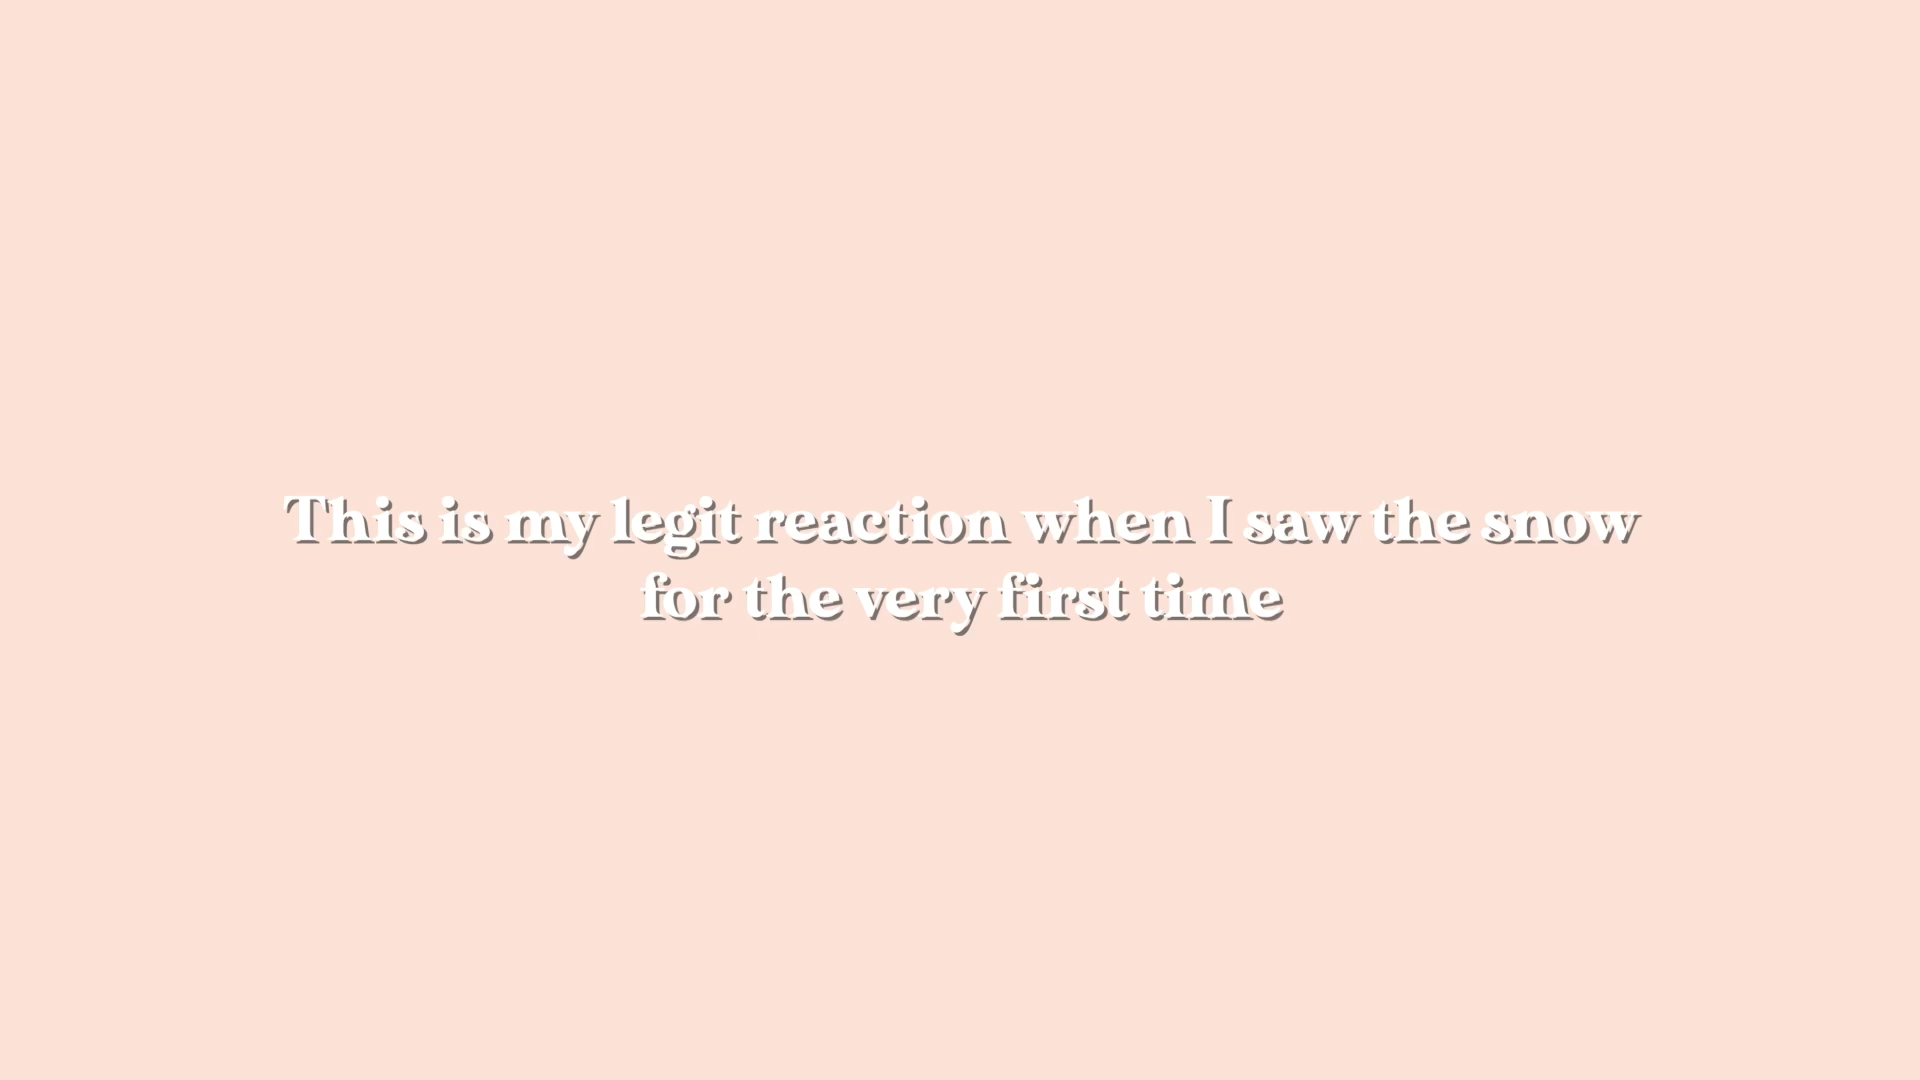 This is my legit reaction when I saw the snow
for the very first time